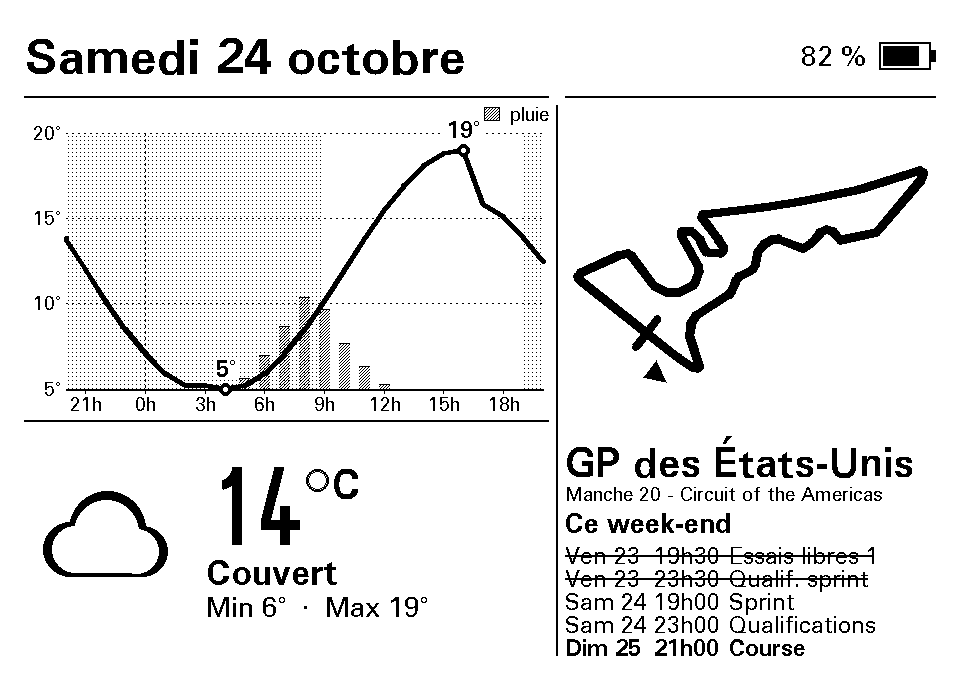 Samedi 24 octobre
82 %
pluie
19°
20°
15°
10°
5°
5°
21h 0h 3h 6h 9h 12h 15h 18h
14°C
Couvert
Min 6° · Max 19°
GP des États-Unis
Manche 20 - Circuit of the Americas
Ce week-end
Ven 23 19h30 Essais libres 1
Ven 23 23h30 Qualif. sprint
Sam 24 19h00 Sprint
Sam 24 23h00 Qualifications
Dim 25 21h00 Course